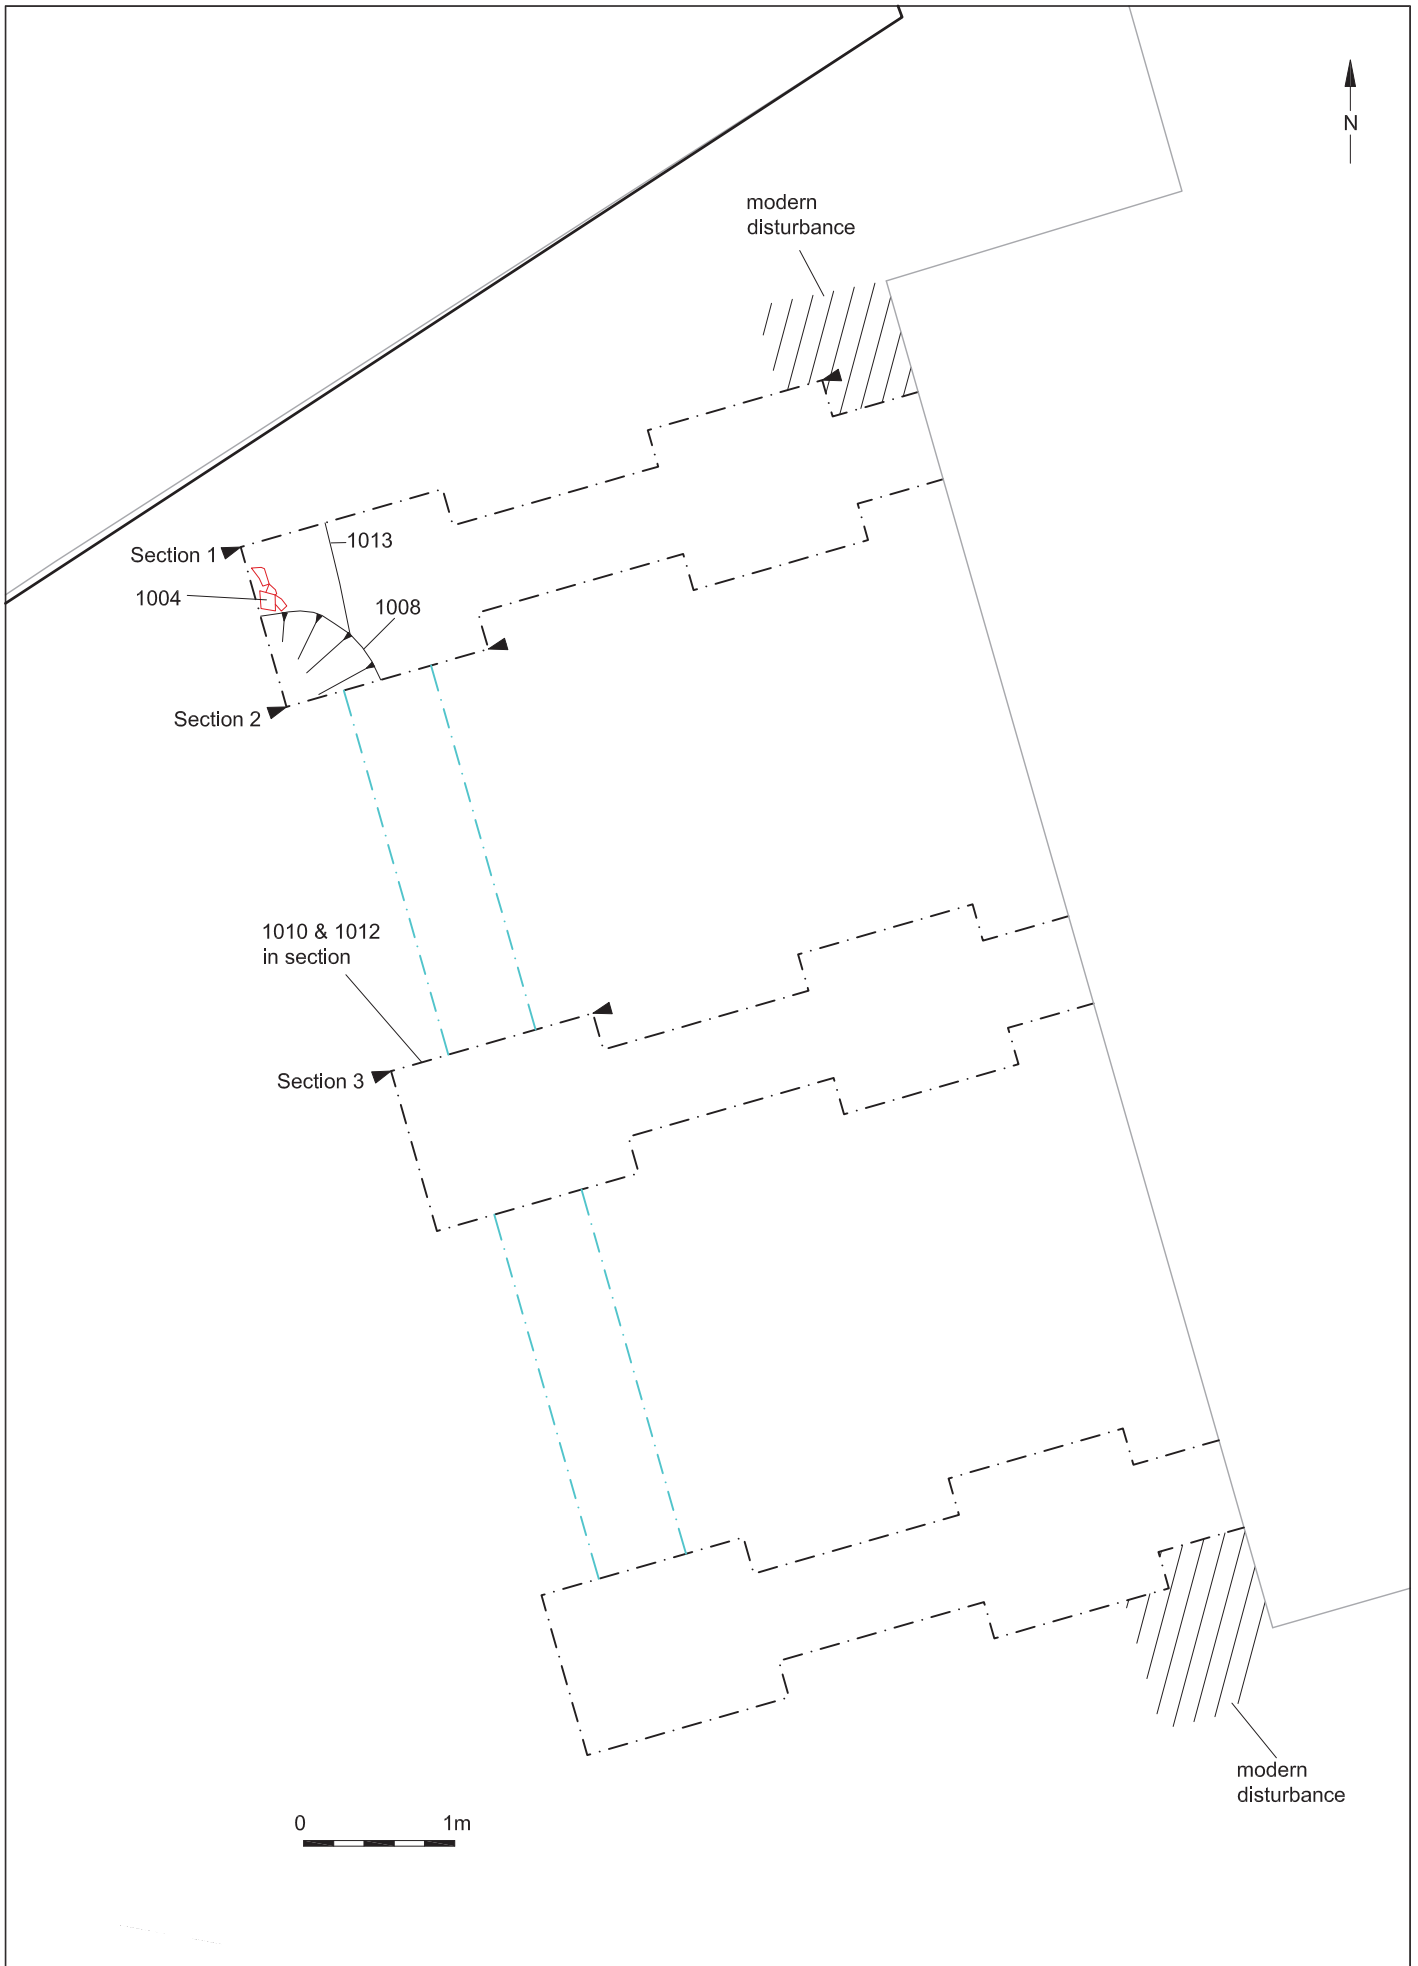 N
modern
disturbance
Section 1
1013
1004
1008
Section 2
1010 & 1012
in section
Section 3
modern
disturbance
0 1m